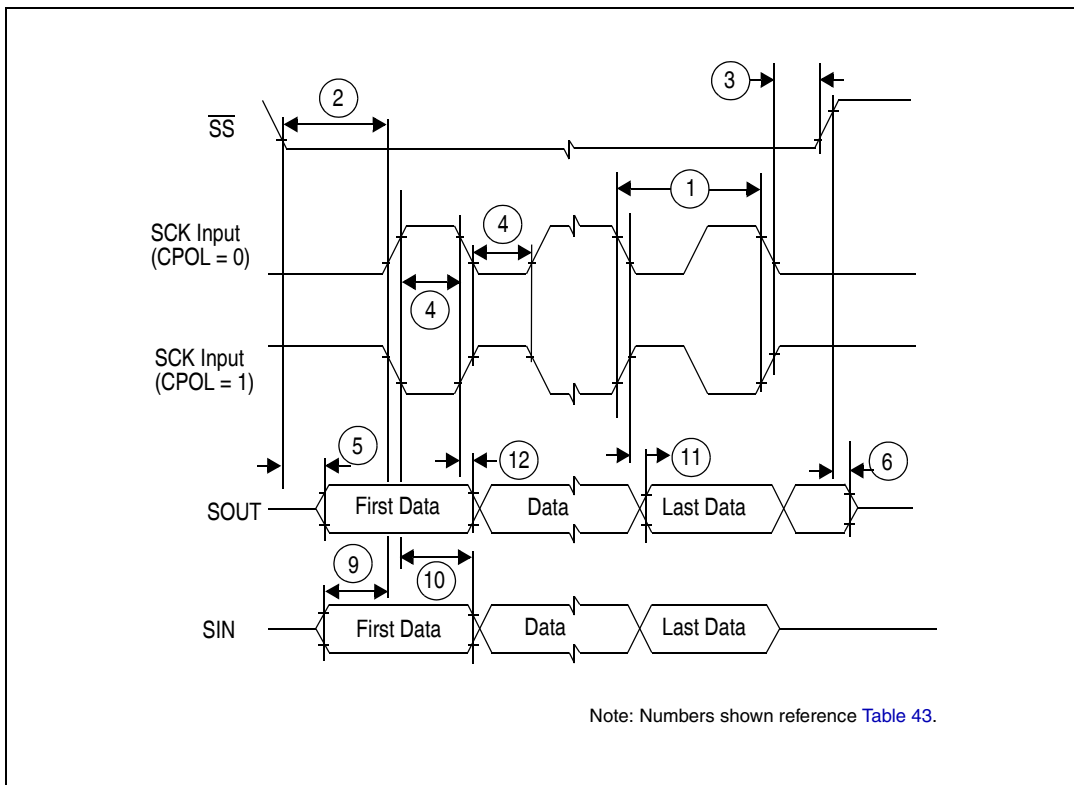 3
2
SS
1
4
SCK Input
(CPOL = 0)
4
SCK Input
(CPOL = 1)
5
12
11
6
First Data
Data
Last Data
SOUT
9
10
First Data
Data
Last Data
SIN
Note: Numbers shown reference Table 43.